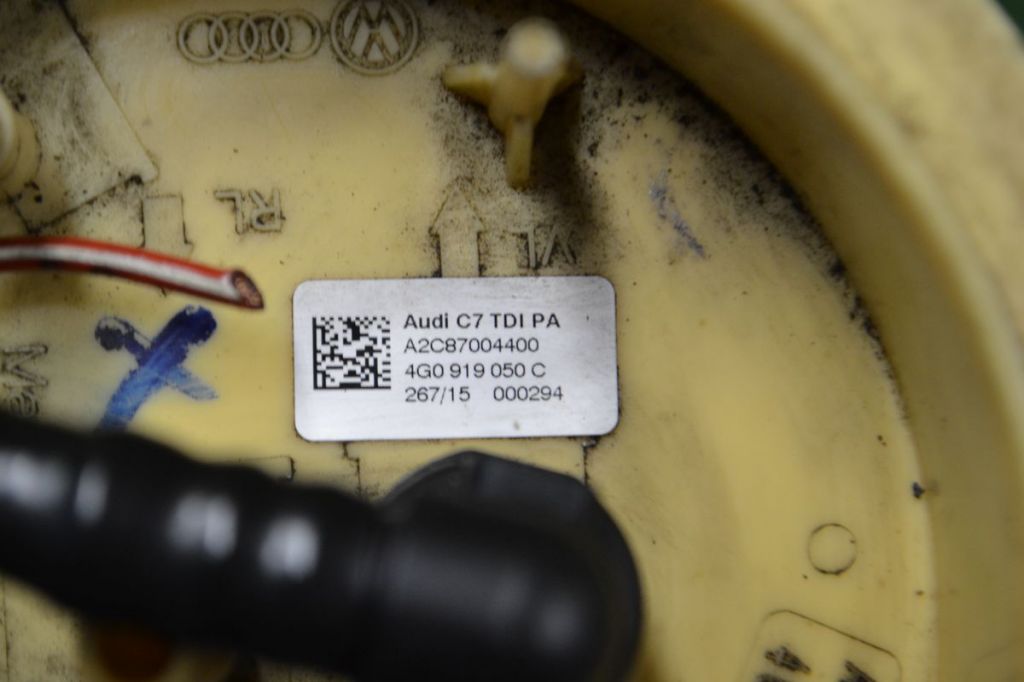 RL
VL
Audi C7 TDI PA
A2C87004400
4G0 919 050 C
267/15 000294